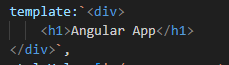 template:`<div>
<h1>Angular App</h1>
</div>`,